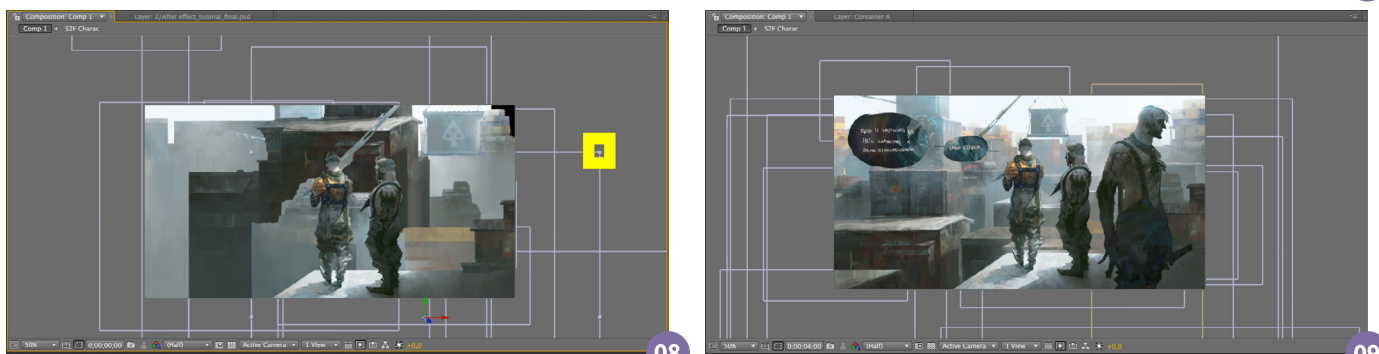 Composition: Comp 1
Layer: 2/After effect_tutorial_final.psd
Comp 1
S2F Charac
50%
0;00;00;00
(Half)
Active Camera
1 View
+0,0
08
Composition: Comp 1
Layer: Container A
Comp 1
S2F Charac
50%
0;00;04;00
(Half)
Active Camera
1 View
+0,0
09